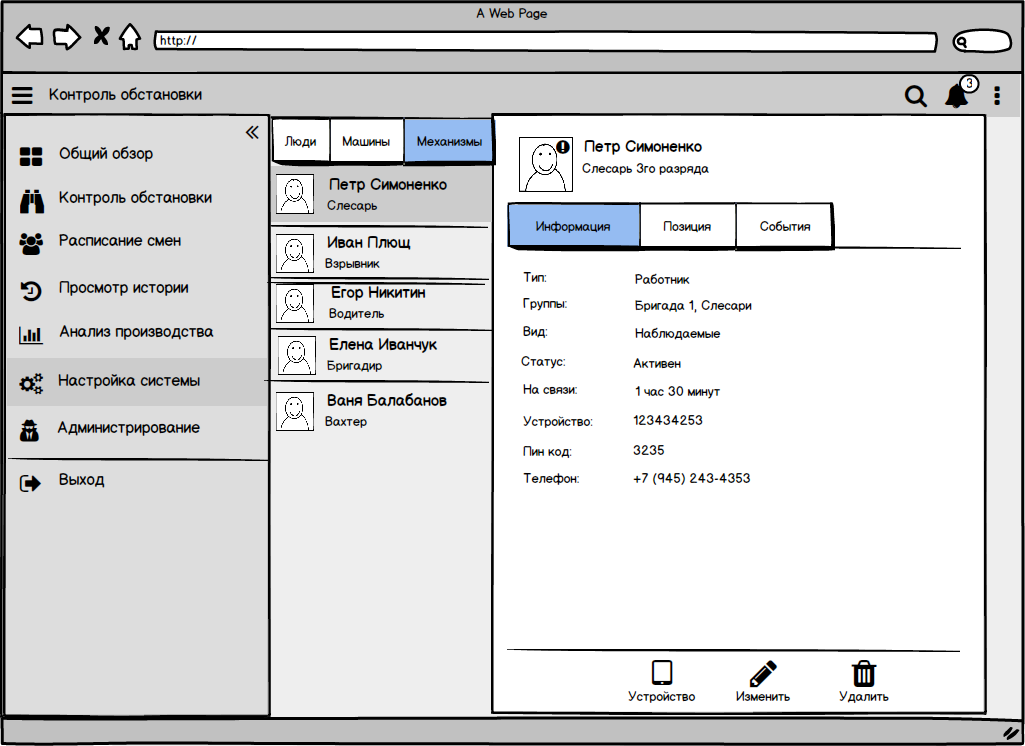 A Web Page
http://
Контроль обстановки
3
Общий обзор
Контроль обстановки
Расписание смен
Просмотр истории
Анализ производства
Настройка системы
Администрирование
Выход
Люди Машины Механизмы
Петр Симоненко
Слесарь
Иван Плющ
Взрывник
Егор Никитин
Водитель
Елена Иванчук
Бригадир
Ваня Балабанов
Вахтер
Петр Симоненко
Слесарь 3го разряда
Информация Позиция События
Тип: Работник
Группы: Бригада 1, Слесари
Вид: Наблюдаемые
Статус: Активен
На связи: 1 час 30 минут
Устройство: 123434253
Пин код: 3235
Телефон: +7 (945) 243-4353
Устройство Изменить Удалить